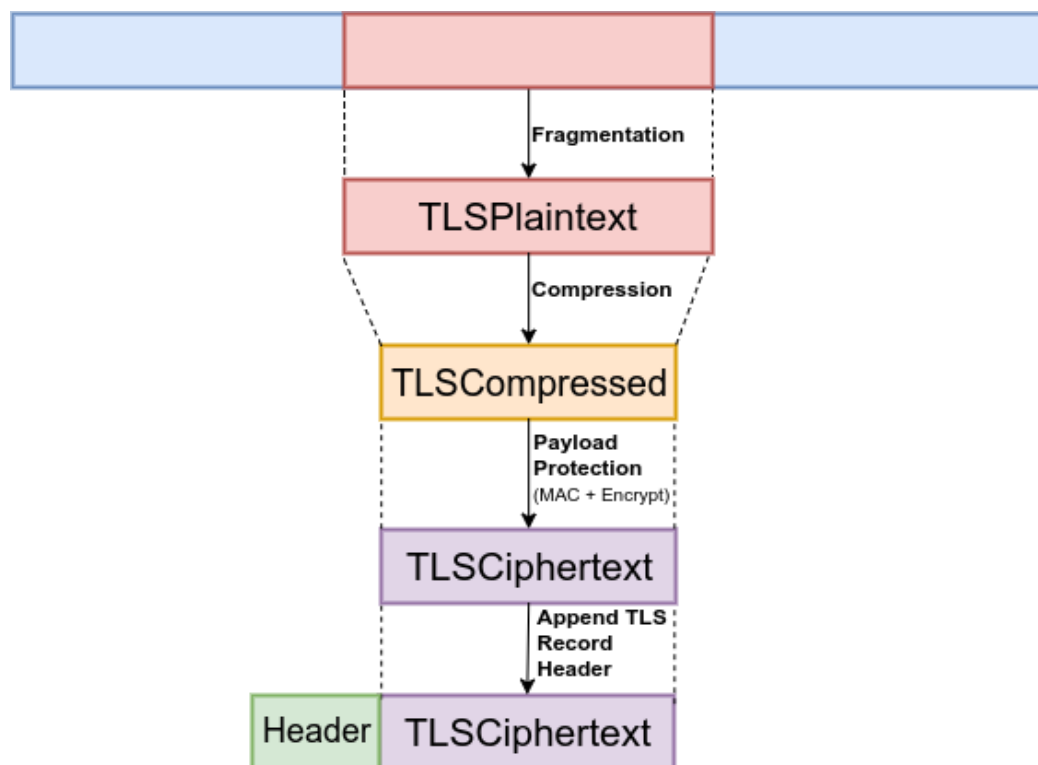 Fragmentation
TLSPlaintext
Compression
TLSCompressed
Payload
Protection
(MAC + Encrypt)
TLSCiphertext
Append TLS
Record
Header
Header
TLSCiphertext